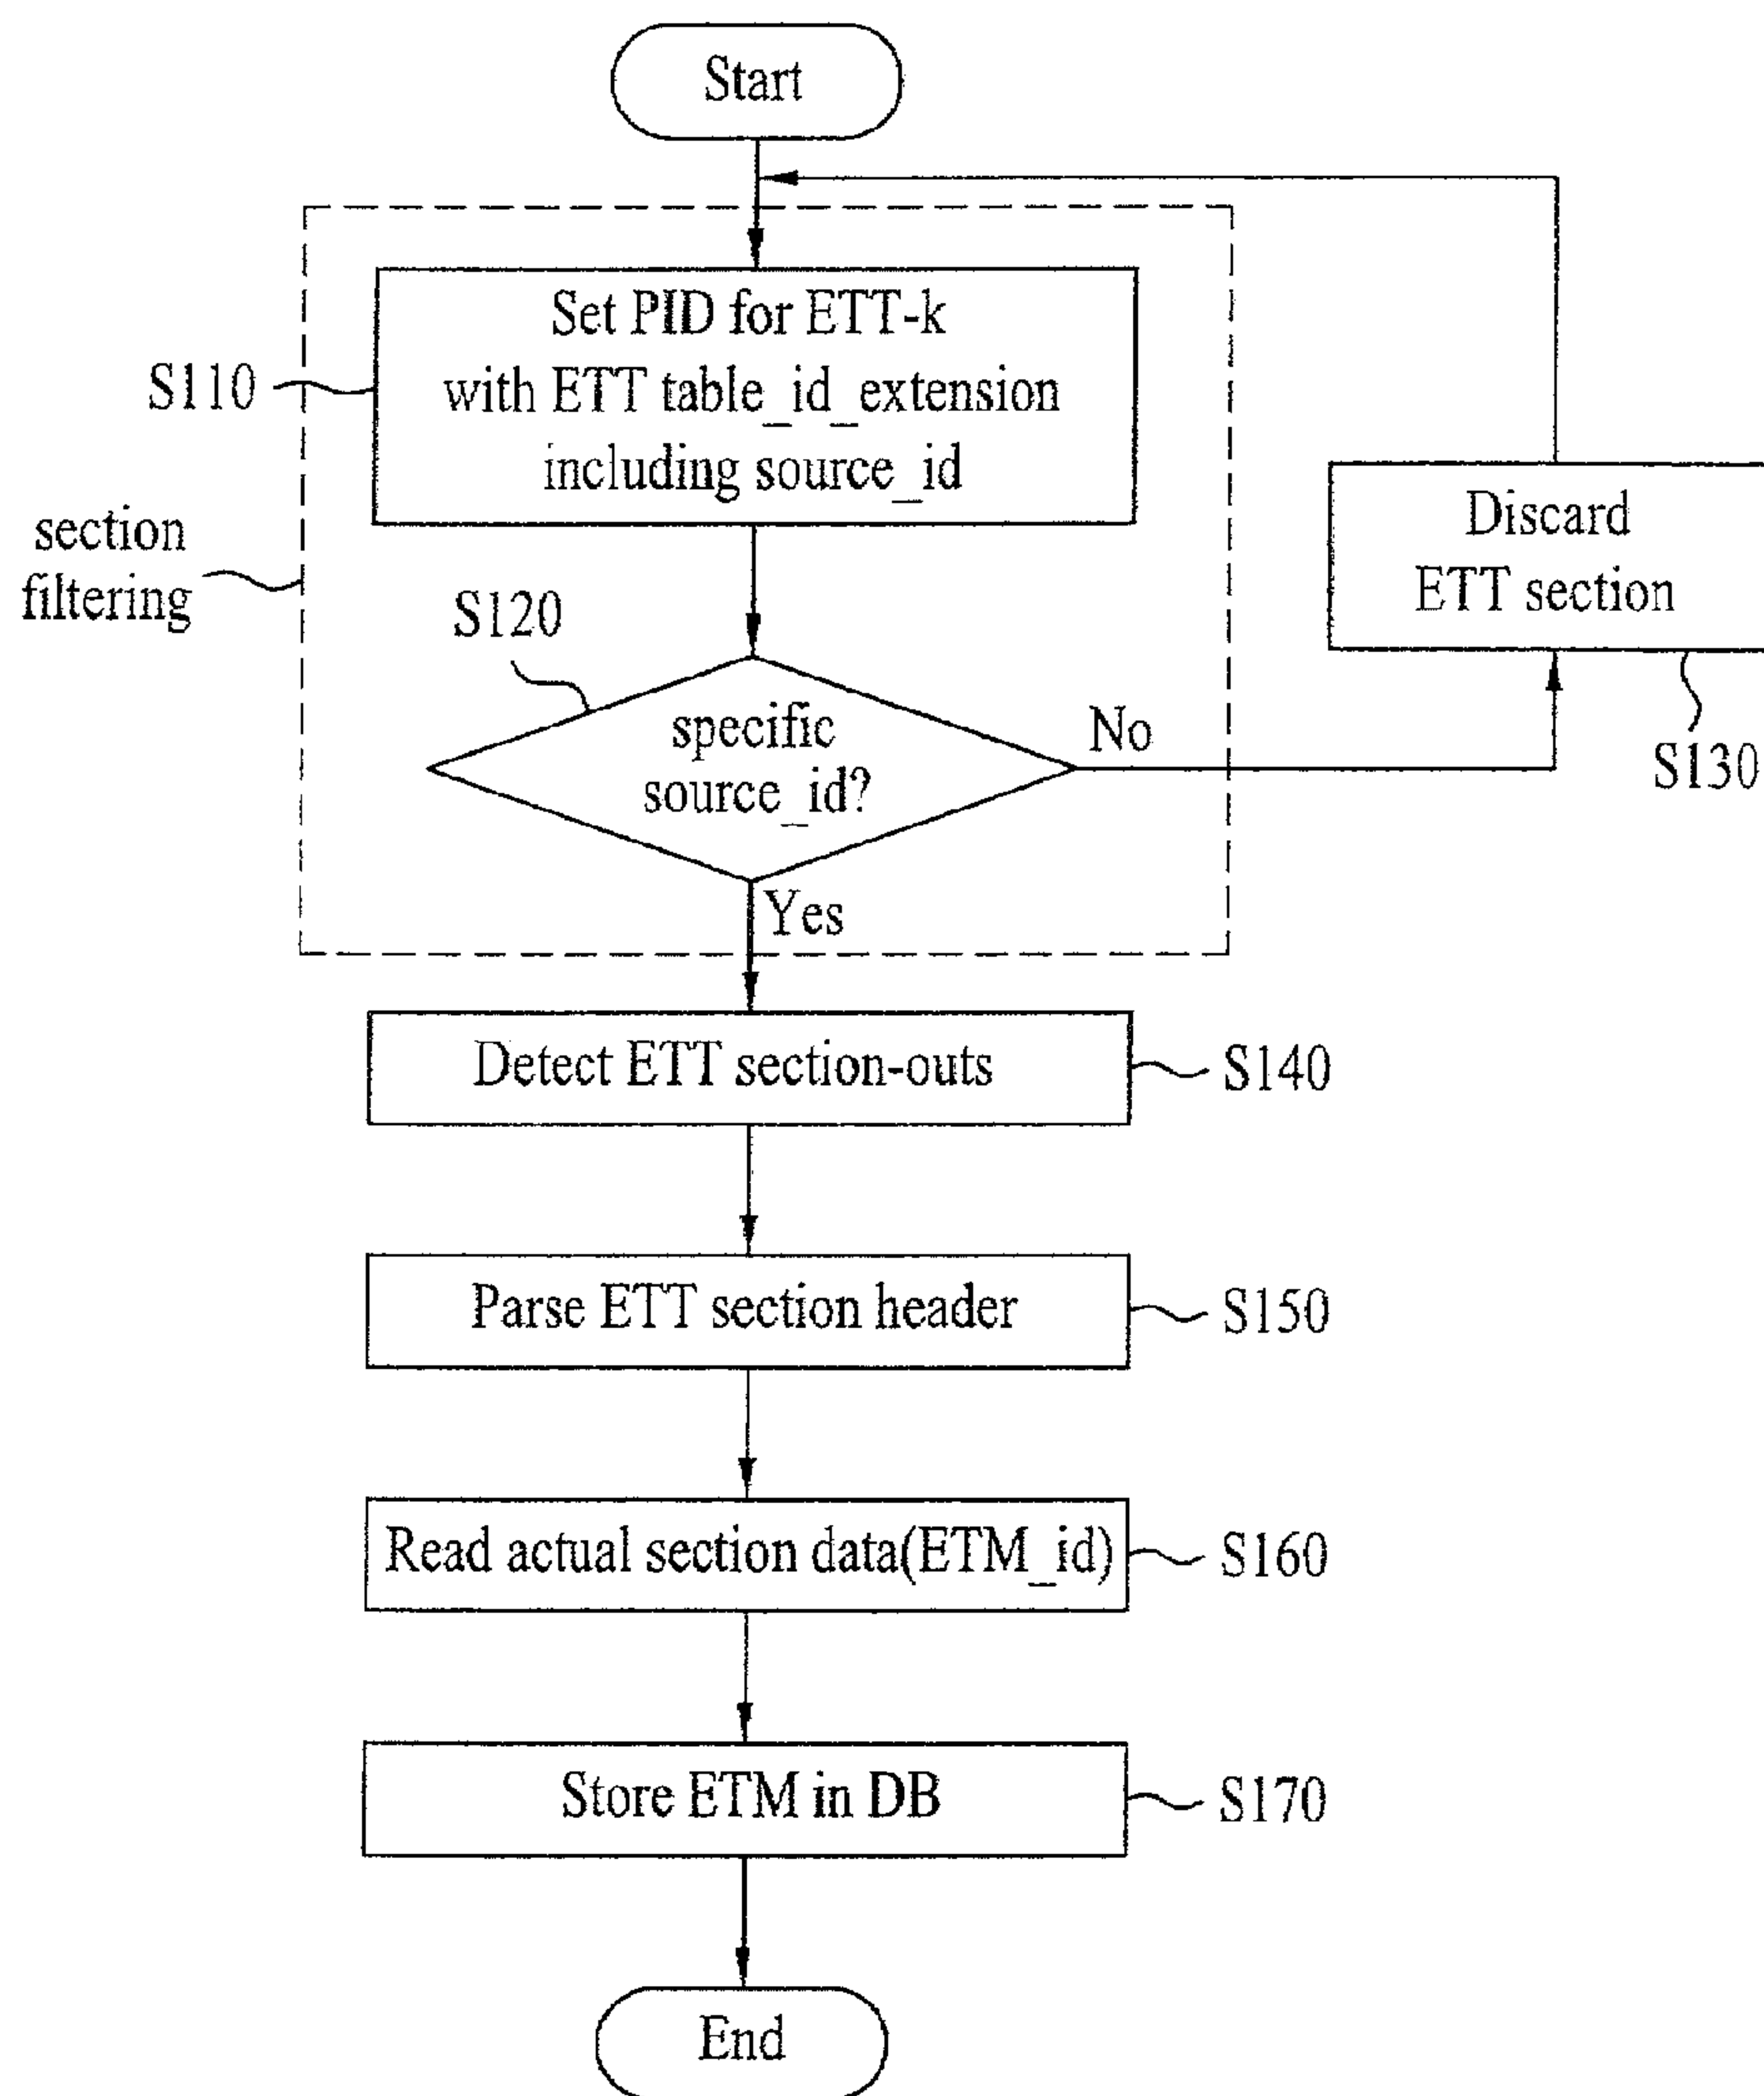 Start
Set PID for ETT-k
with ETT table_id_extension
including source_id
S110
section
filtering
Discard
ETT section
S130
S120
specific
source_id?
No
Yes
Detect ETT section-outs
S140
Parse ETT section header
S150
Read actual section data(ETM_id)
S160
Store ETM in DB
S170
End